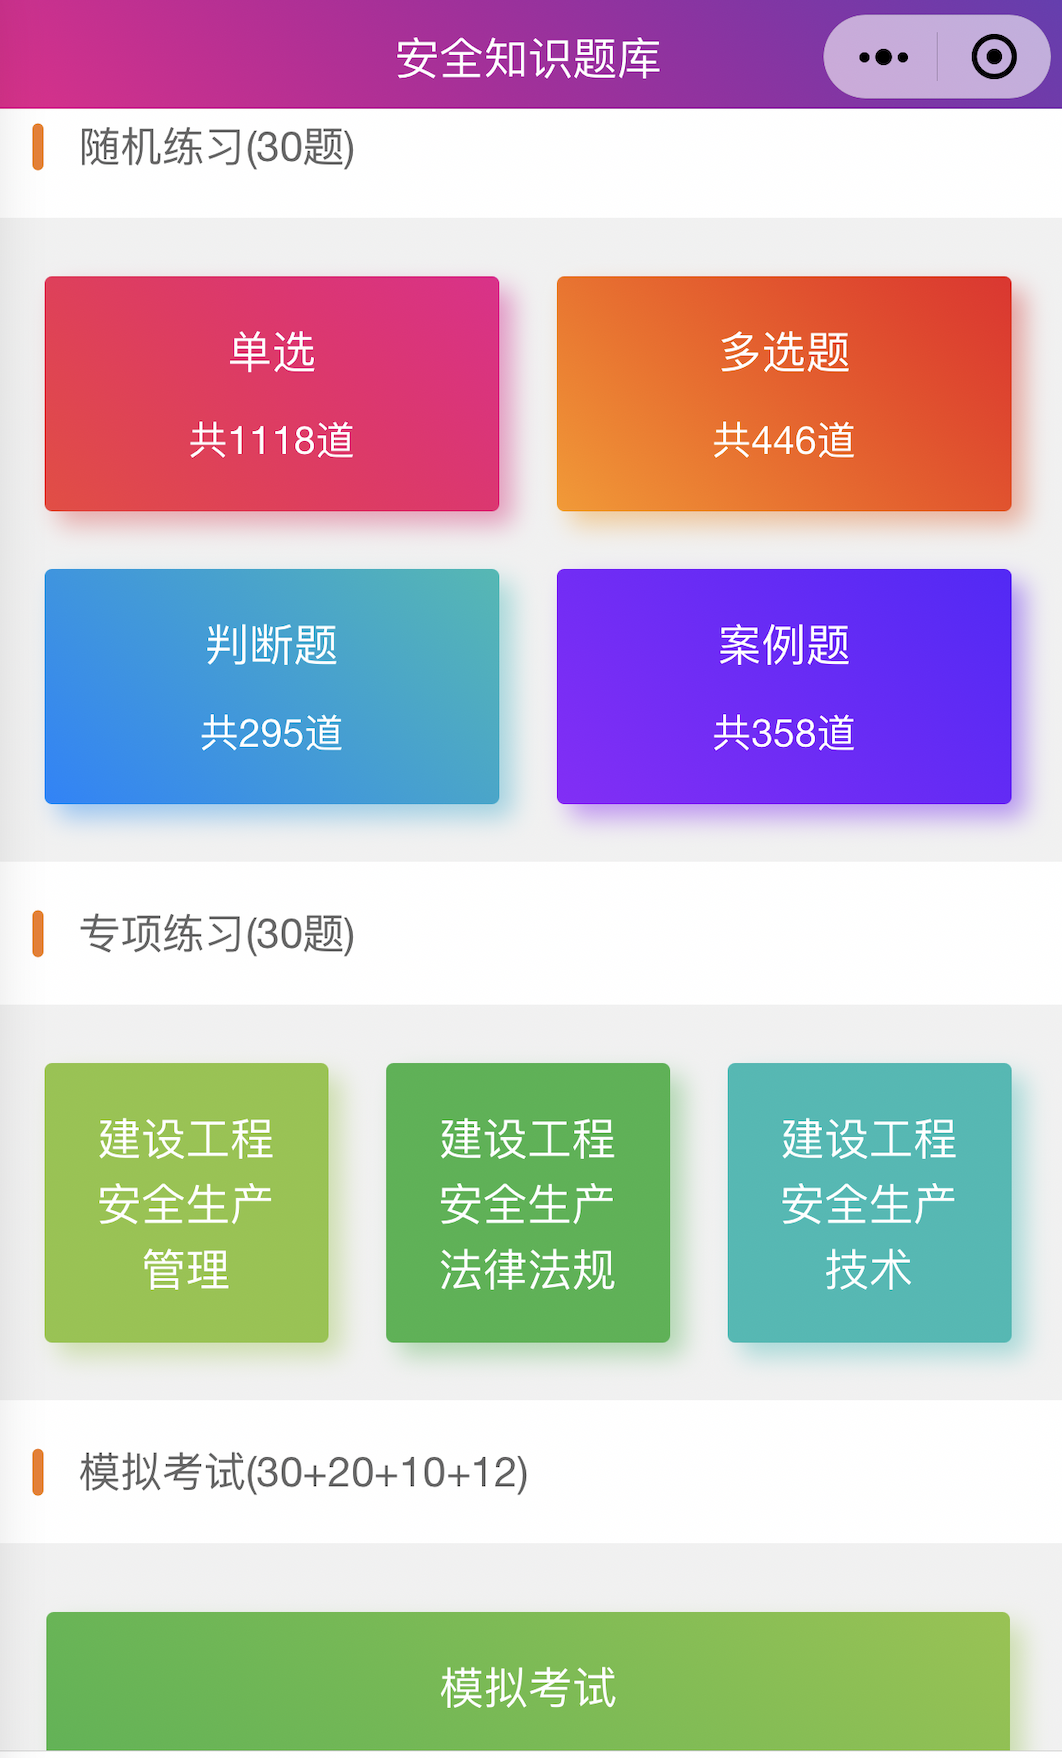 安全知识题库
随机练习(30题)
单选
共1118道
多选题
共446道
判断题
共295道
案例题
共358道
专项练习(30题)
建设工程
安全生产
管理
建设工程
安全生产
法律法规
建设工程
安全生产
技术
模拟考试(30+20+10+12)
模拟考试